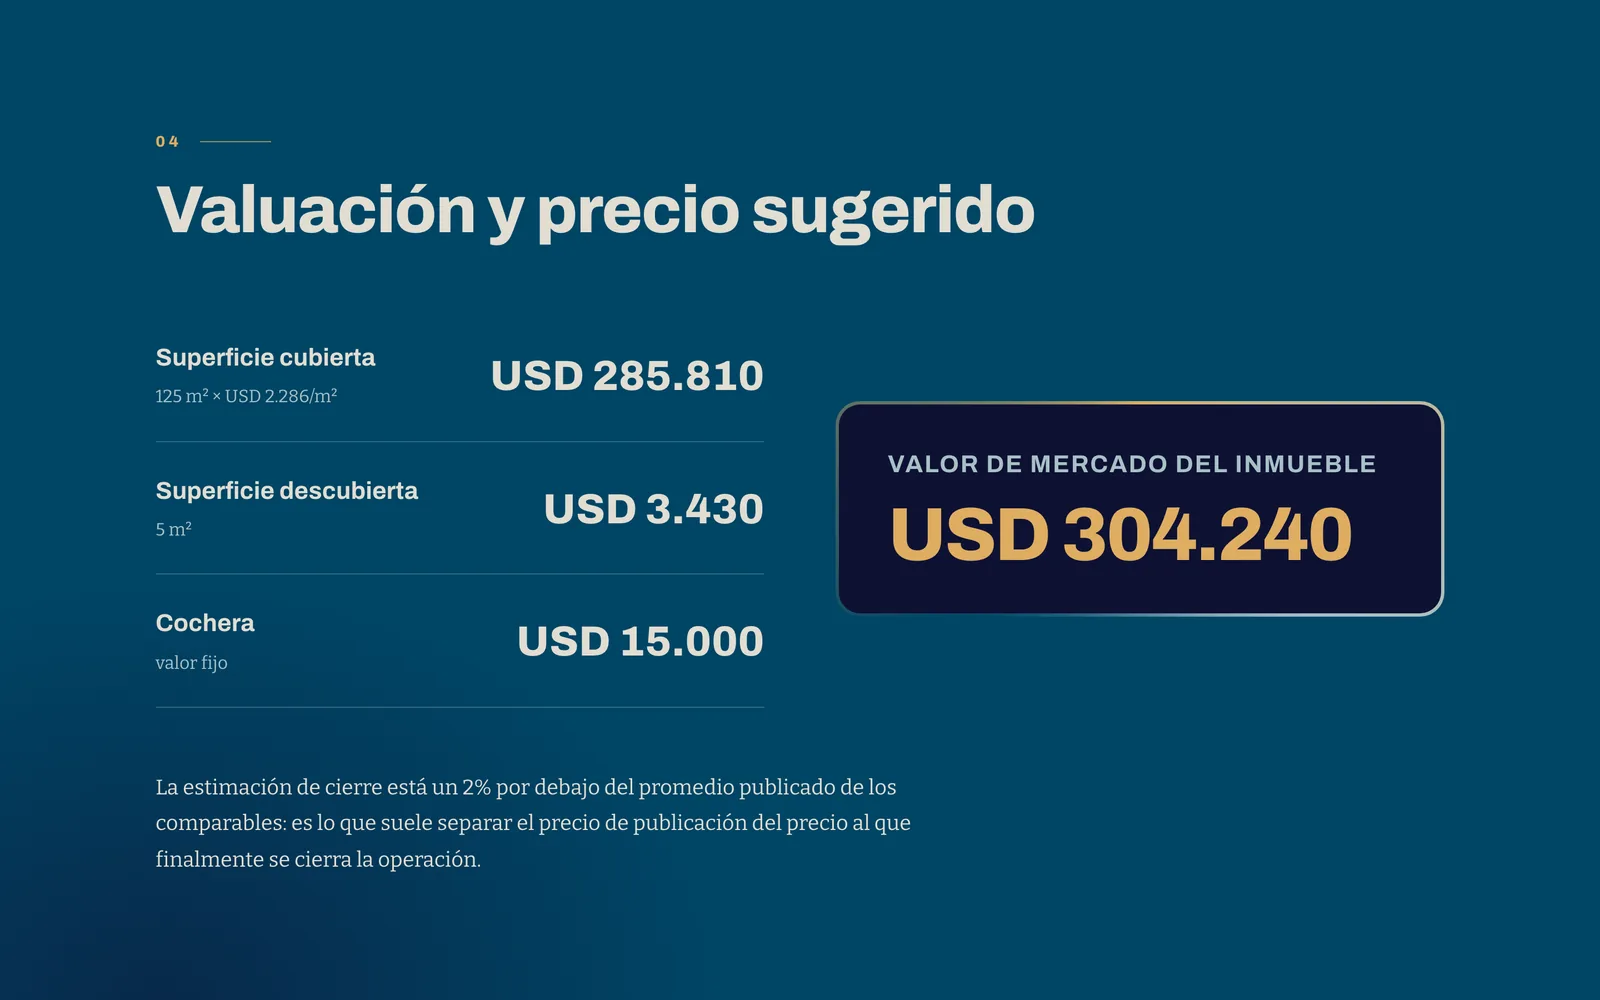 04
Valuación y precio sugerido
Superficie cubierta
125 m² × USD 2.286/m²
USD 285.810
Superficie descubierta
5 m²
USD 3.430
Cochera
valor fijo
USD 15.000
VALOR DE MERCADO DEL INMUEBLE
USD 304.240
La estimación de cierre está un 2% por debajo del promedio publicado de los
comparables: es lo que suele separar el precio de publicación del precio al que
finalmente se cierra la operación.